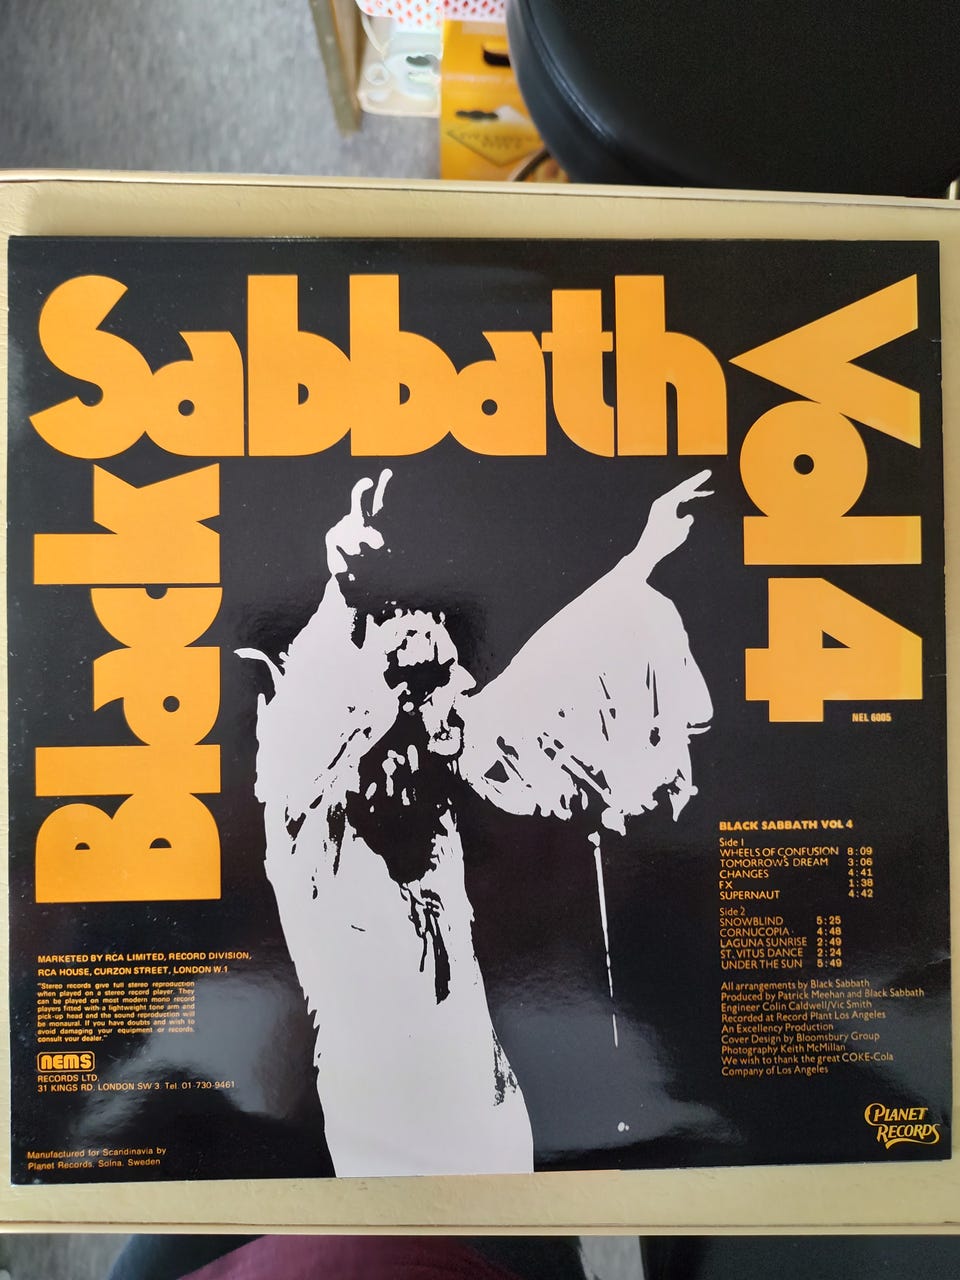 Black Sabbath Vol 4
NEL 6005
BLACK SABBATH VOL 4
Side 1
WHEELS OF CONFUSION 8:09
TOMORROW'S DREAM 3:06
CHANGES 4:41
FX 1:38
SUPERNAUT 4:42
Side 2
SNOWBLIND 5:25
CORNUCOPIA 4:48
LAGUNA SUNRISE 2:49
ST. VITUS DANCE 2:24
UNDER THE SUN 5:49
All arrangements by Black Sabbath
Produced by Patrick Meehan and Black Sabbath
Engineer Colin Caldwell/Vic Smith
Recorded at Record Plant Los Angeles
An Excellency Production
Cover Design by Bloomsbury Group
Photography Keith McMillan
We wish to thank the great COKE-Cola
Company of Los Angeles
PLANET
RECORDS
MARKETED BY RCA LIMITED, RECORD DIVISION,
RCA HOUSE, CURZON STREET, LONDON W.1
"Stereo records give full stereo reproduction
when played on a stereo record player. They
can be played on most modern mono record
players fitted with a lightweight tone arm and
pick-up head and the sound reproduction will
be monaural. If you have doubts and wish to
avoid damaging your equipment or records,
consult your dealer."
NEMS
RECORDS LTD.
31 KINGS RD. LONDON SW 3. Tel. 01-730-9461
Manufactured for Scandinavia by
Planet Records, Solna, Sweden